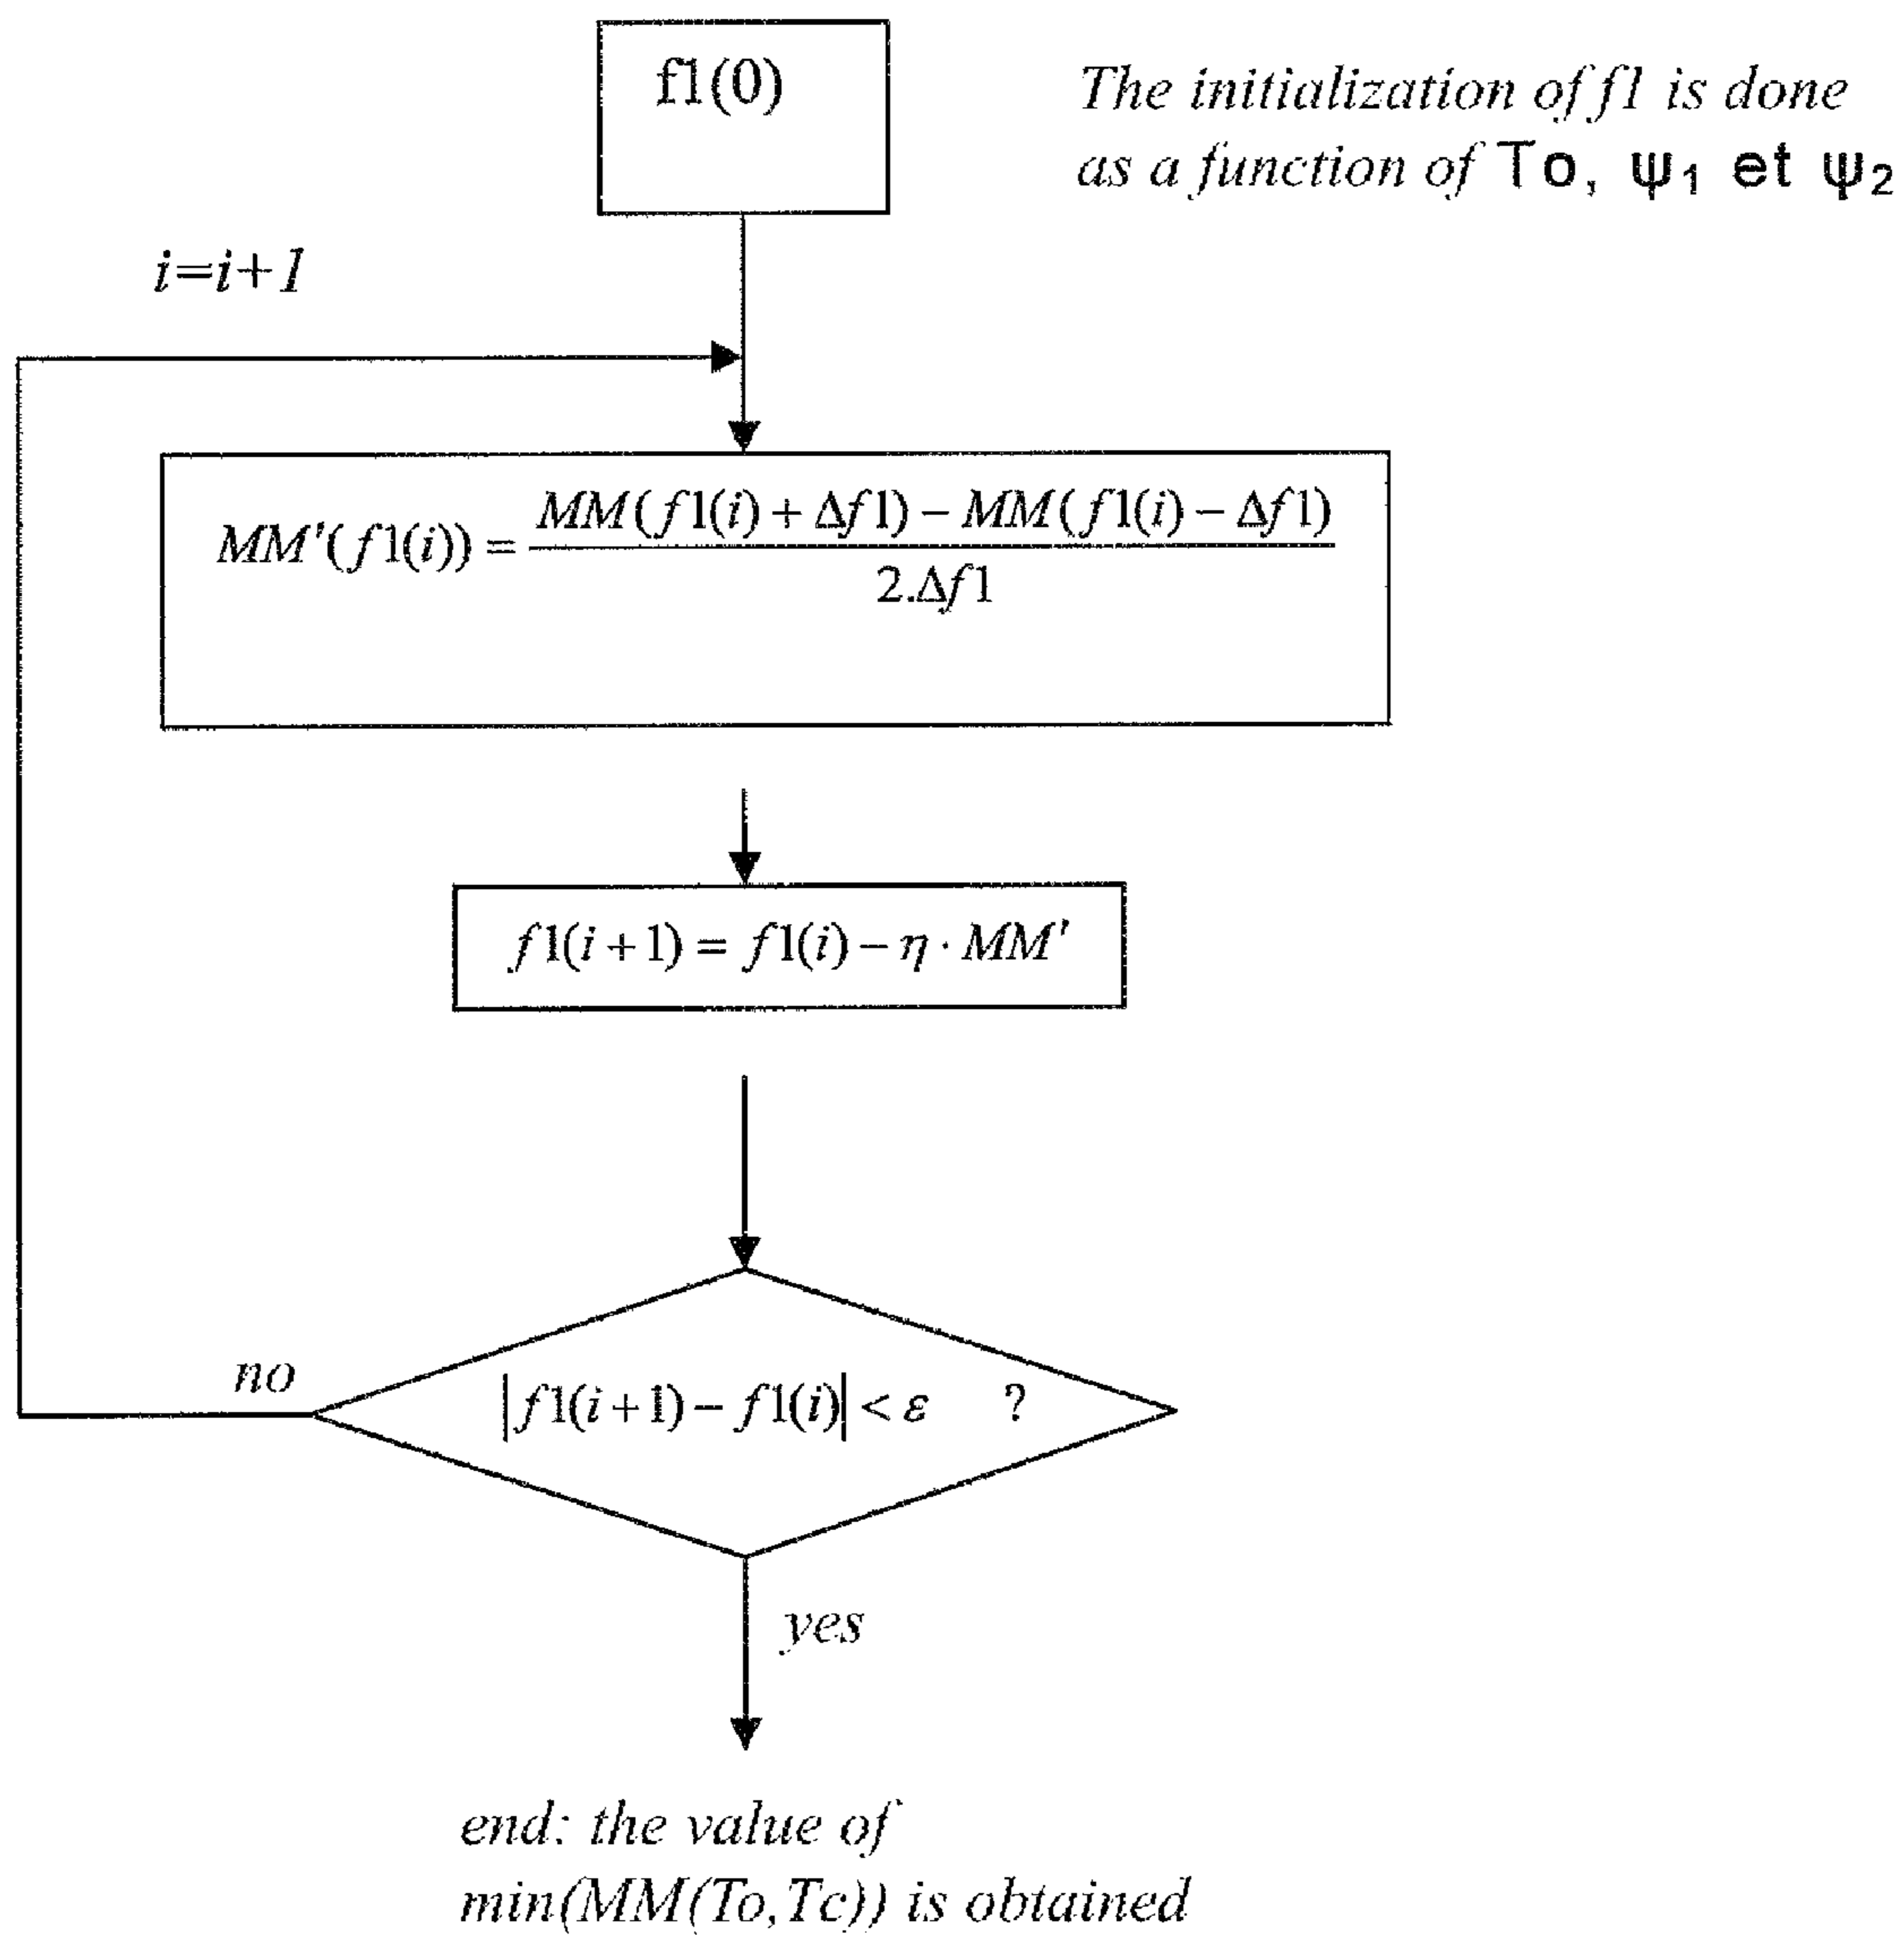 f1(0)
The initialization of f1 is done
as a function of To, ψ₁ et ψ₂
i=i+1
MM'(f1(i)) = \frac{MM(f1(i) + Δf1) − MM(f1(i) − Δf1)}{2.Δf1}
f1(i+1) = f1(i) − η · MM'
no
|f1(i+1) − f1(i)| < ε ?
yes
end: the value of
min(MM(To,Tc)) is obtained